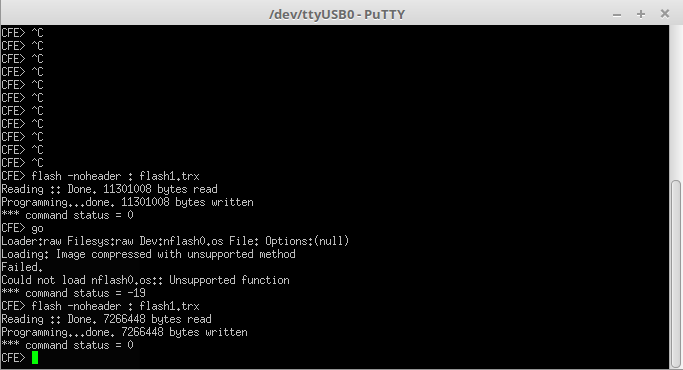 /dev/ttyUSB0 - PuTTY
CFE> ^C
CFE> ^C
CFE> ^C
CFE> ^C
CFE> ^C
CFE> ^C
CFE> ^C
CFE> ^C
CFE> ^C
CFE> ^C
CFE> ^C
CFE> flash -noheader : flash1.trx
Reading :: Done. 11301008 bytes read
Programming...done. 11301008 bytes written
*** command status = 0
CFE> go
Loader:raw Filesys:raw Dev:nflash0.os File: Options:(null)
Loading: Image compressed with unsupported method
Failed.
Could not load nflash0.os:: Unsupported function
*** command status = -19
CFE> flash -noheader : flash1.trx
Reading :: Done. 7266448 bytes read
Programming...done. 7266448 bytes written
*** command status = 0
CFE>